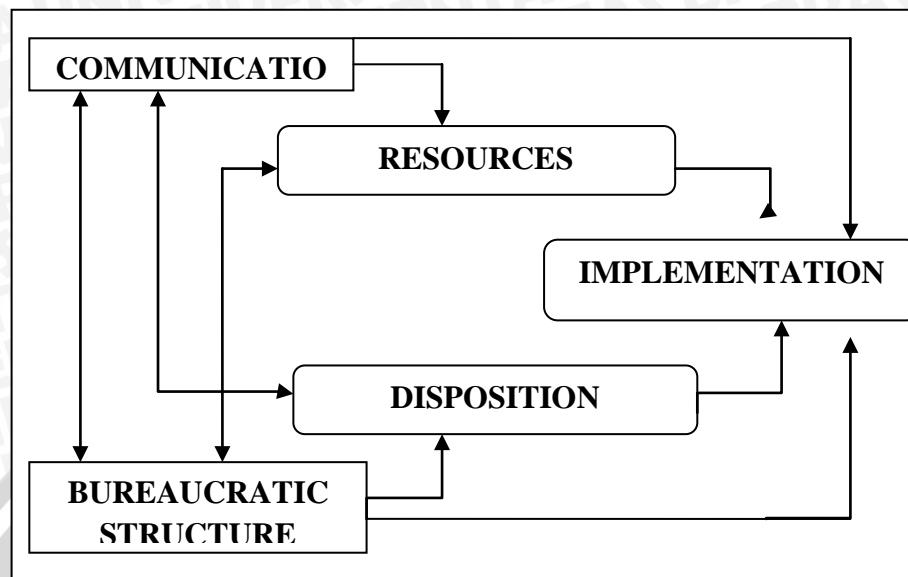 COMMUNICATIO
RESOURCES
IMPLEMENTATION
DISPOSITION
BUREAUCRATIC
STRUCTURE